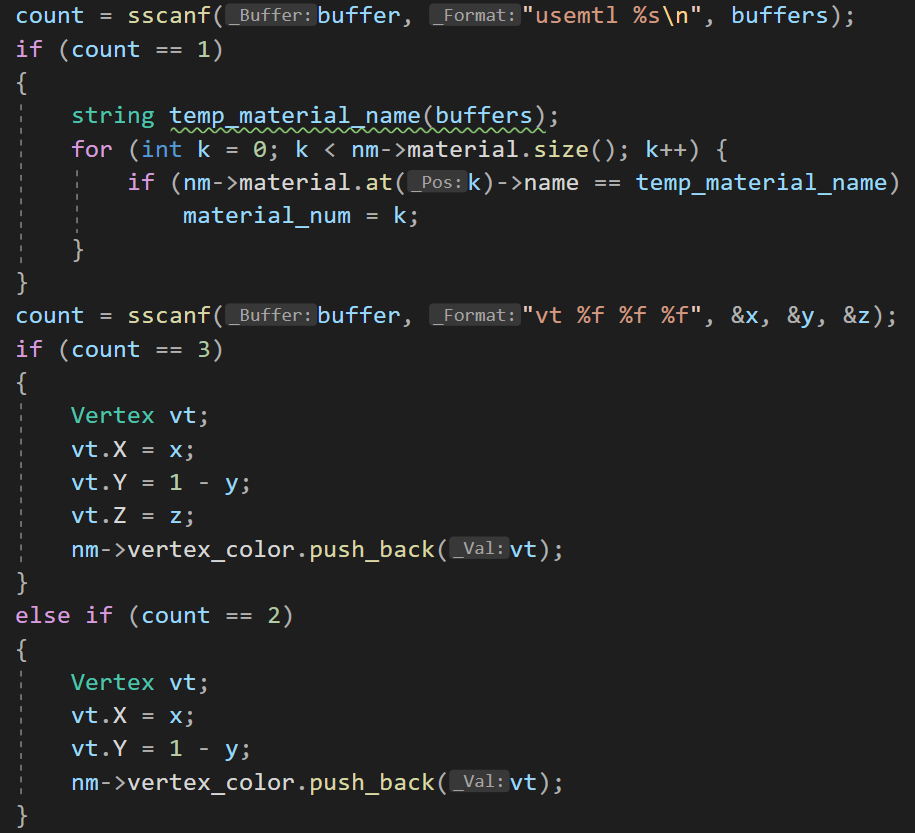 count = sscanf(_Buffer:buffer, _Format:"usemtl %s\n", buffers);
if (count == 1)
{
    string temp_material_name(buffers);
    for (int k = 0; k < nm->material.size(); k++) {
        if (nm->material.at(_Pos:k)->name == temp_material_name)
            material_num = k;
    }
}
count = sscanf(_Buffer:buffer, _Format:"vt %f %f %f", &x, &y, &z);
if (count == 3)
{
    Vertex vt;
    vt.X = x;
    vt.Y = 1 - y;
    vt.Z = z;
    nm->vertex_color.push_back(_Val:vt);
}
else if (count == 2)
{
    Vertex vt;
    vt.X = x;
    vt.Y = 1 - y;
    nm->vertex_color.push_back(_Val:vt);
}